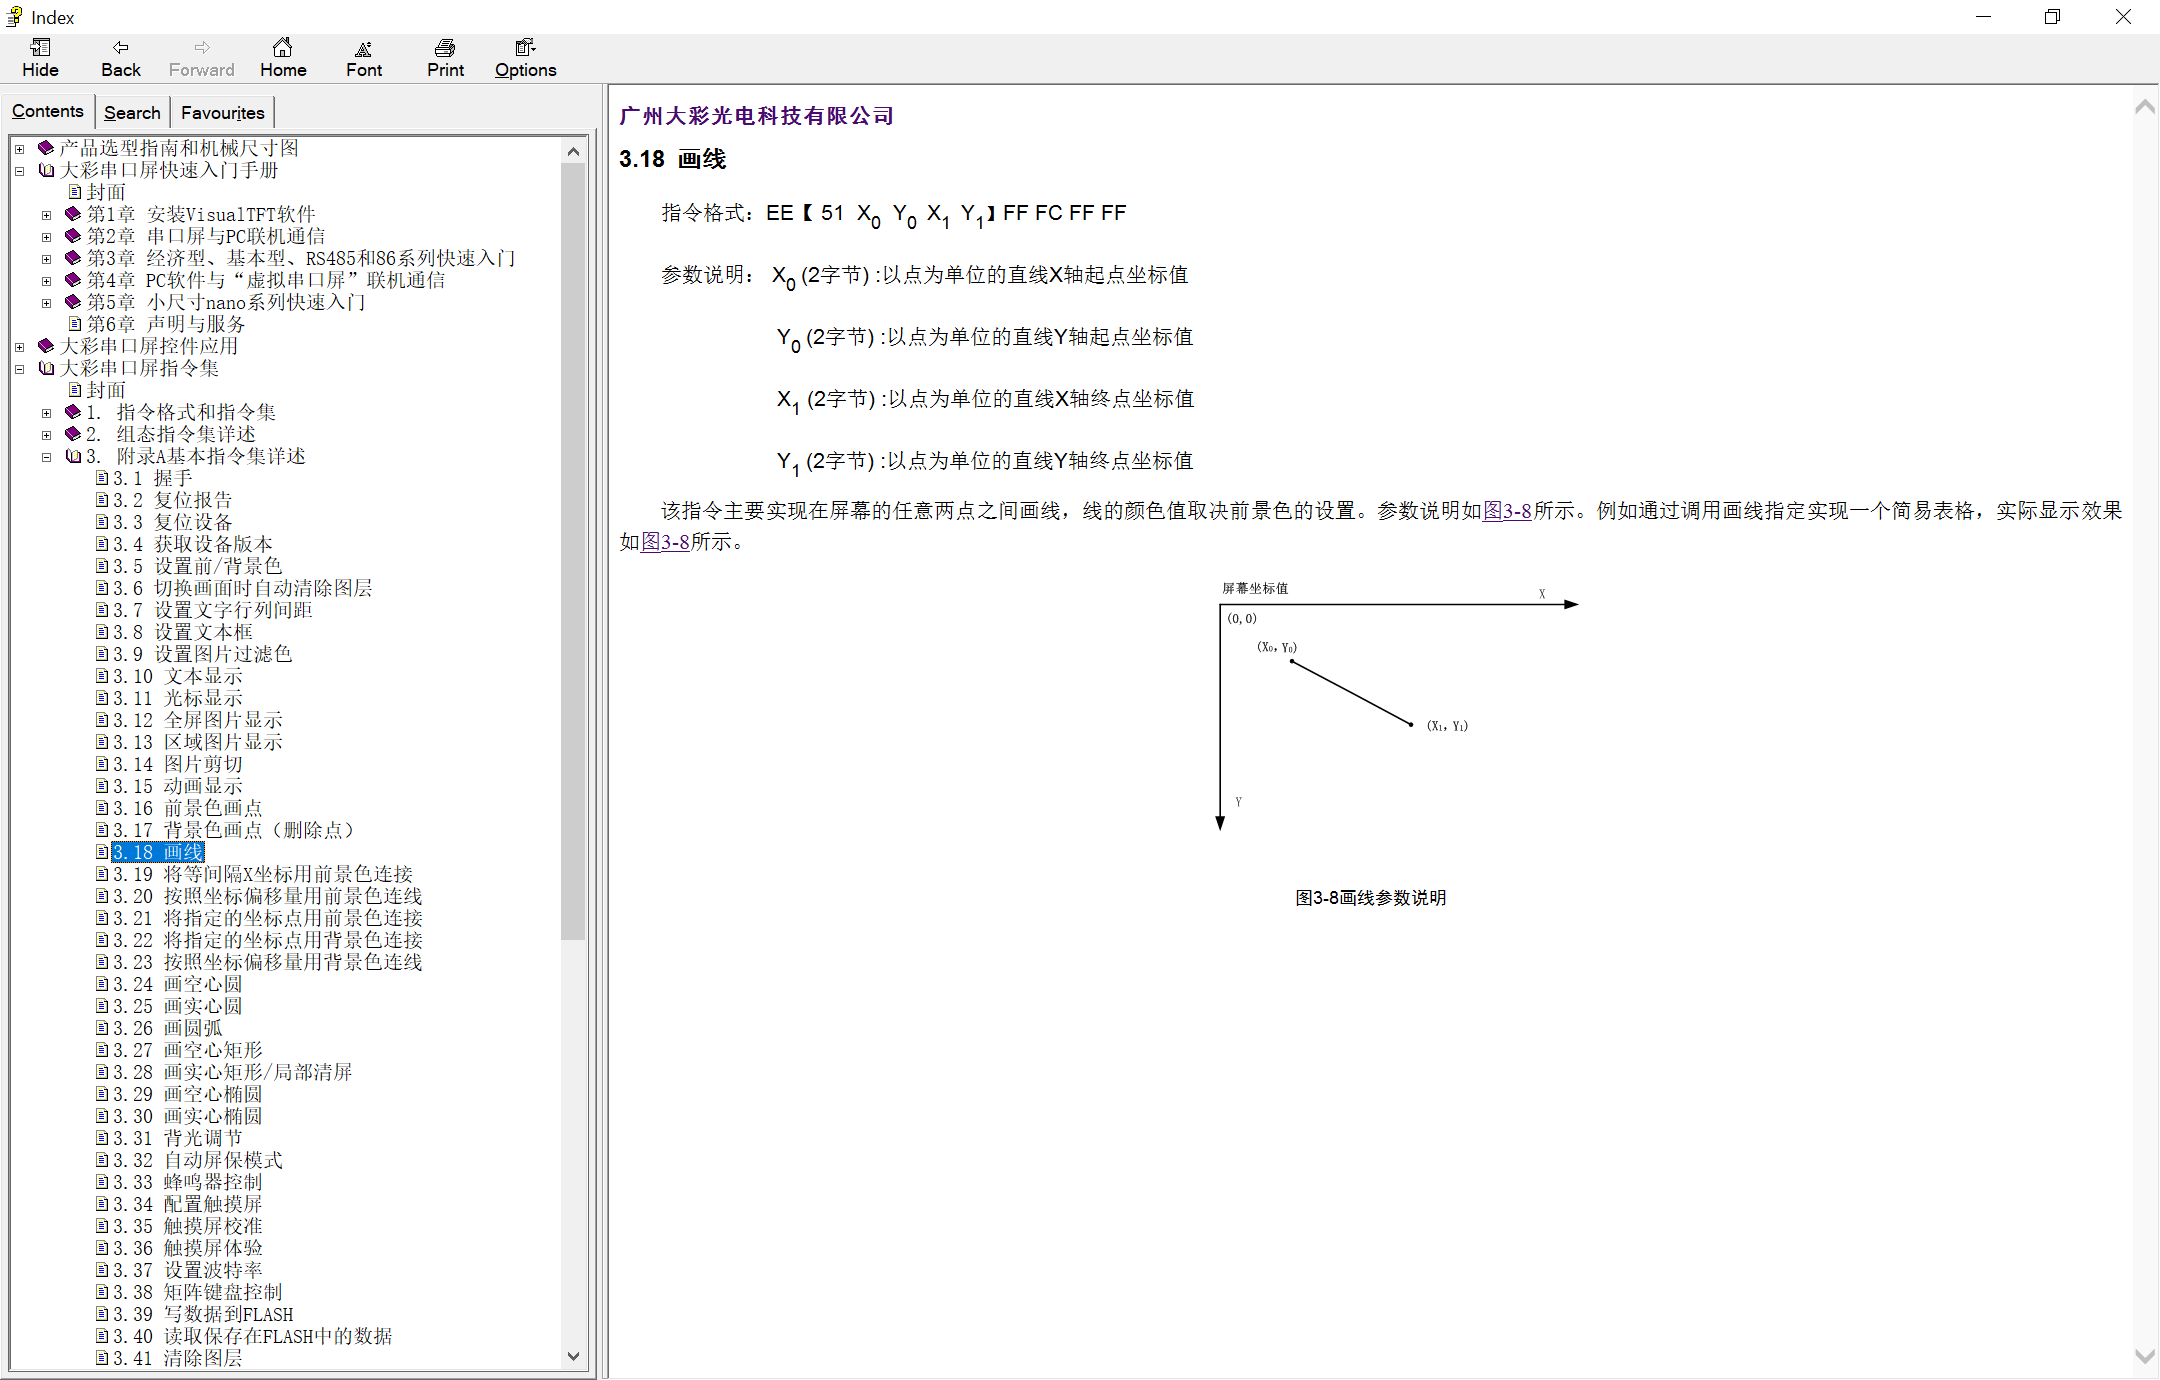 Index
Hide Back Forward Home Font Print Options
Contents Search Favourites
产品选型指南和机械尺寸图
大彩串口屏快速入门手册
封面
第1章 安装VisualTFT软件
第2章 串口屏与PC联机通信
第3章 经济型、基本型、RS485和86系列快速入门
第4章 PC软件与“虚拟串口屏”联机通信
第5章 小尺寸nano系列快速入门
第6章 声明与服务
大彩串口屏控件应用
大彩串口屏指令集
封面
1. 指令格式和指令集
2. 组态指令集详述
3. 附录A基本指令集详述
3.1 握手
3.2 复位报告
3.3 复位设备
3.4 获取设备版本
3.5 设置前/背景色
3.6 切换画面时自动清除图层
3.7 设置文字行列间距
3.8 设置文本框
3.9 设置图片过滤色
3.10 文本显示
3.11 光标显示
3.12 全屏图片显示
3.13 区域图片显示
3.14 图片剪切
3.15 动画显示
3.16 前景色画点
3.17 背景色画点（删除点）
3.18 画线
3.19 将等间隔X坐标用前景色连接
3.20 按照坐标偏移量用前景色连线
3.21 将指定的坐标点用前景色连接
3.22 将指定的坐标点用背景色连接
3.23 按照坐标偏移量用背景色连线
3.24 画空心圆
3.25 画实心圆
3.26 画圆弧
3.27 画空心矩形
3.28 画实心矩形/局部清屏
3.29 画空心椭圆
3.30 画实心椭圆
3.31 背光调节
3.32 自动屏保模式
3.33 蜂鸣器控制
3.34 配置触摸屏
3.35 触摸屏校准
3.36 触摸屏体验
3.37 设置波特率
3.38 矩阵键盘控制
3.39 写数据到FLASH
3.40 读取保存在FLASH中的数据
3.41 清除图层
广州大彩光电科技有限公司
3.18 画线
指令格式：EE【 51 X0 Y0 X1 Y1】FF FC FF FF
参数说明： X0 (2字节) :以点为单位的直线X轴起点坐标值
Y0 (2字节) :以点为单位的直线Y轴起点坐标值
X1 (2字节) :以点为单位的直线X轴终点坐标值
Y1 (2字节) :以点为单位的直线Y轴终点坐标值
该指令主要实现在屏幕的任意两点之间画线，线的颜色值取决前景色的设置。参数说明如图3-8所示。例如通过调用画线指定实现一个简易表格，实际显示效果
如图3-8所示。
屏幕坐标值
X
(0,0)
(X0, Y0)
(X1, Y1)
Y
图3-8画线参数说明